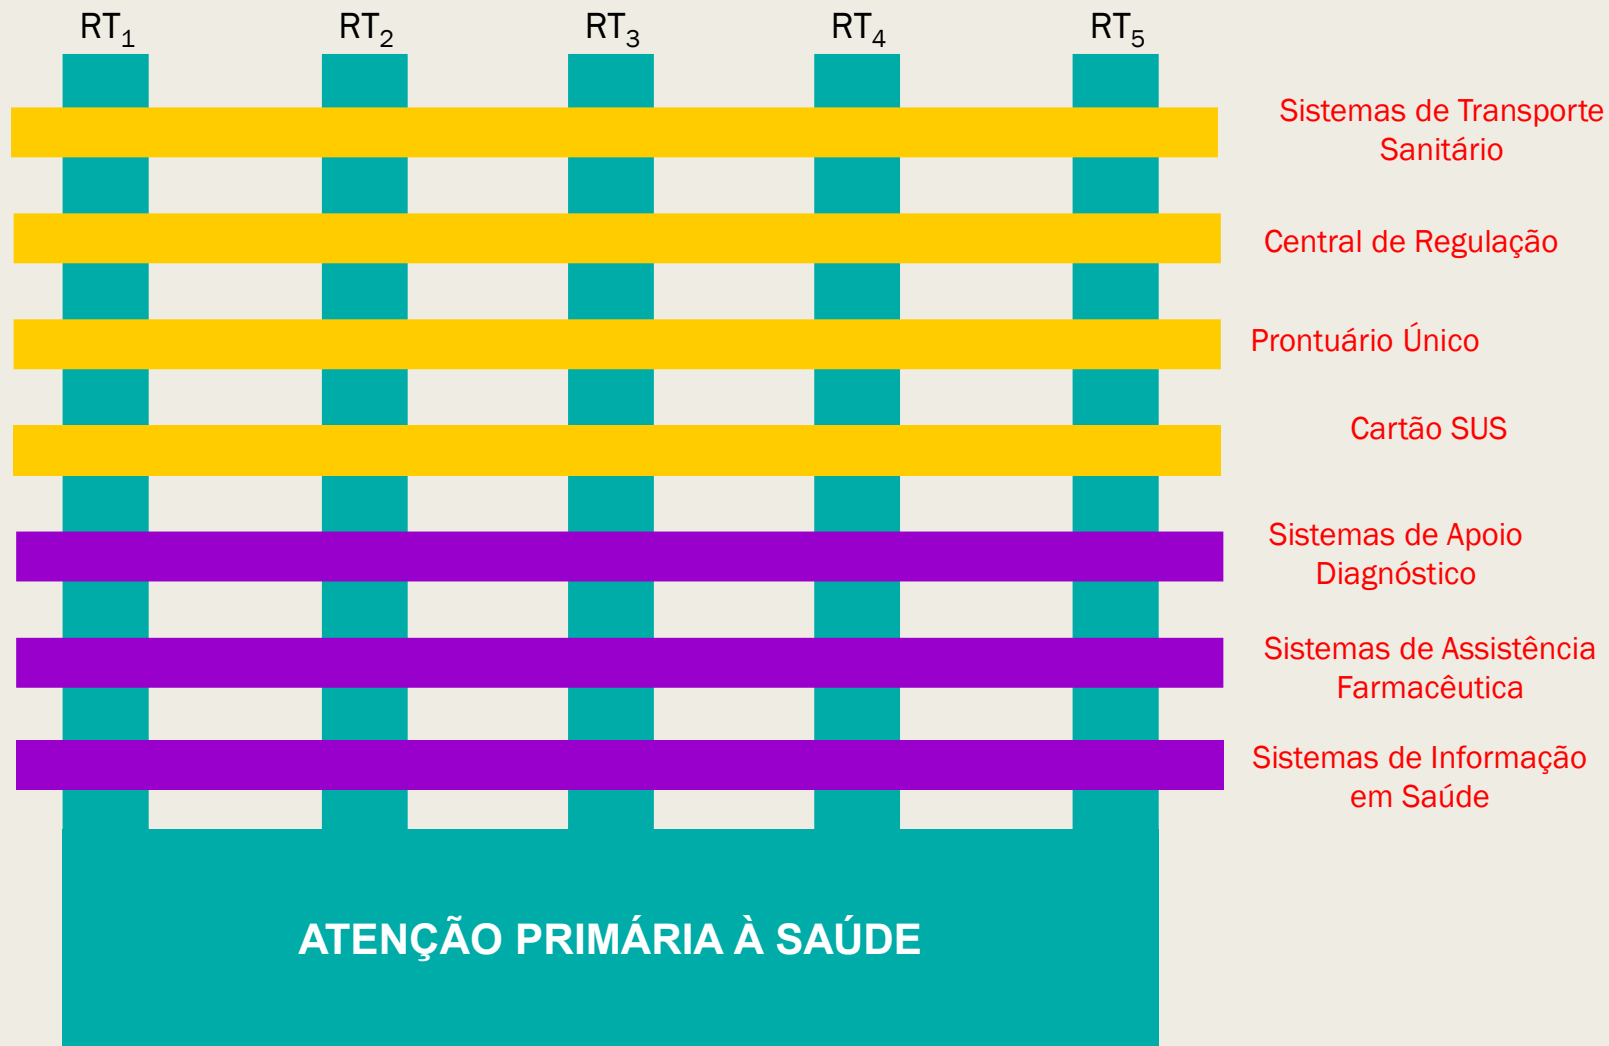 RT₁ RT₂ RT₃ RT₄ RT₅
Sistemas de Transporte
Sanitário
Central de Regulação
Prontuário Único
Cartão SUS
Sistemas de Apoio
Diagnóstico
Sistemas de Assistência
Farmacêutica
Sistemas de Informação
em Saúde
ATENÇÃO PRIMÁRIA À SAÚDE